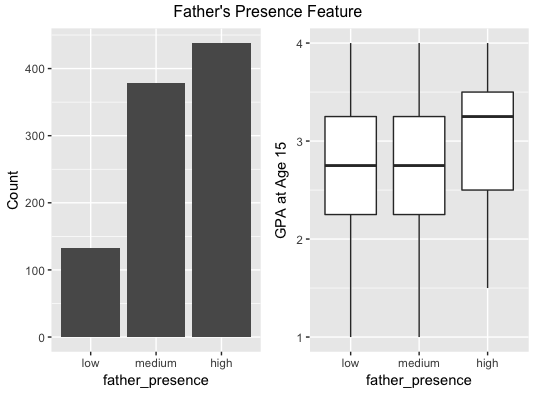 Father's Presence Feature
Count
400
300
200
100
0
low medium high
father_presence
GPA at Age 15
4
3
2
1
low medium high
father_presence